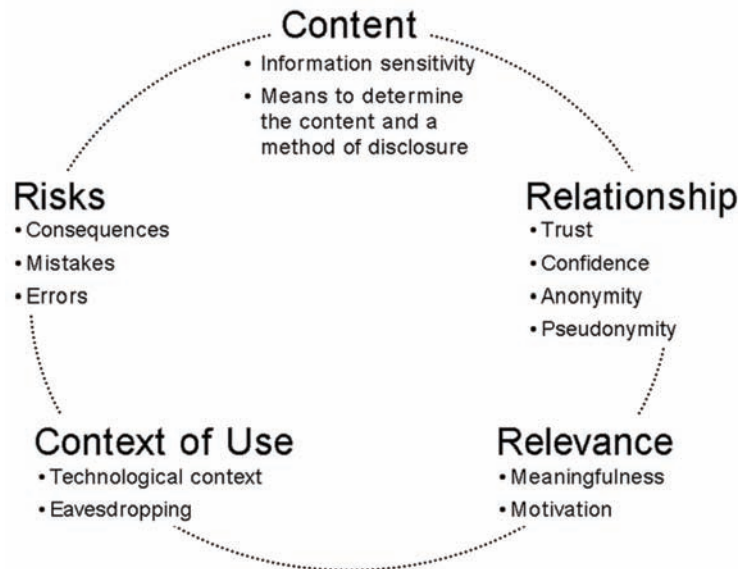 Content
• Information sensitivity
• Means to determine
the content and a
method of disclosure
Risks
• Consequences
• Mistakes
• Errors
Relationship
• Trust
• Confidence
• Anonymity
• Pseudonymity
Context of Use
• Technological context
• Eavesdropping
Relevance
• Meaningfulness
• Motivation